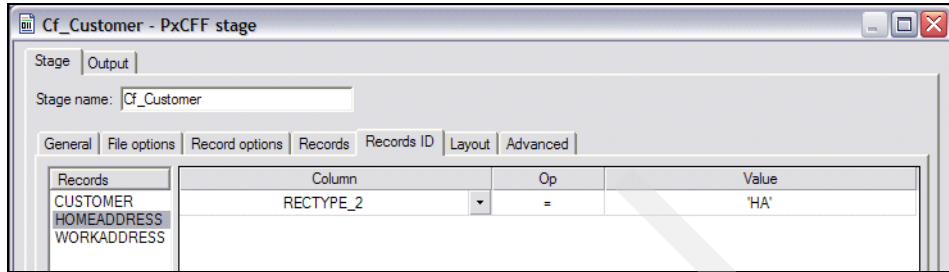 Cf_Customer - PxCFF stage
Stage Output
Stage name: Cf_Customer
General File options Record options Records Records ID Layout Advanced
Records Column Op Value
CUSTOMER RECTYPE_2 = 'HA'
HOMEADDRESS
WORKADDRESS